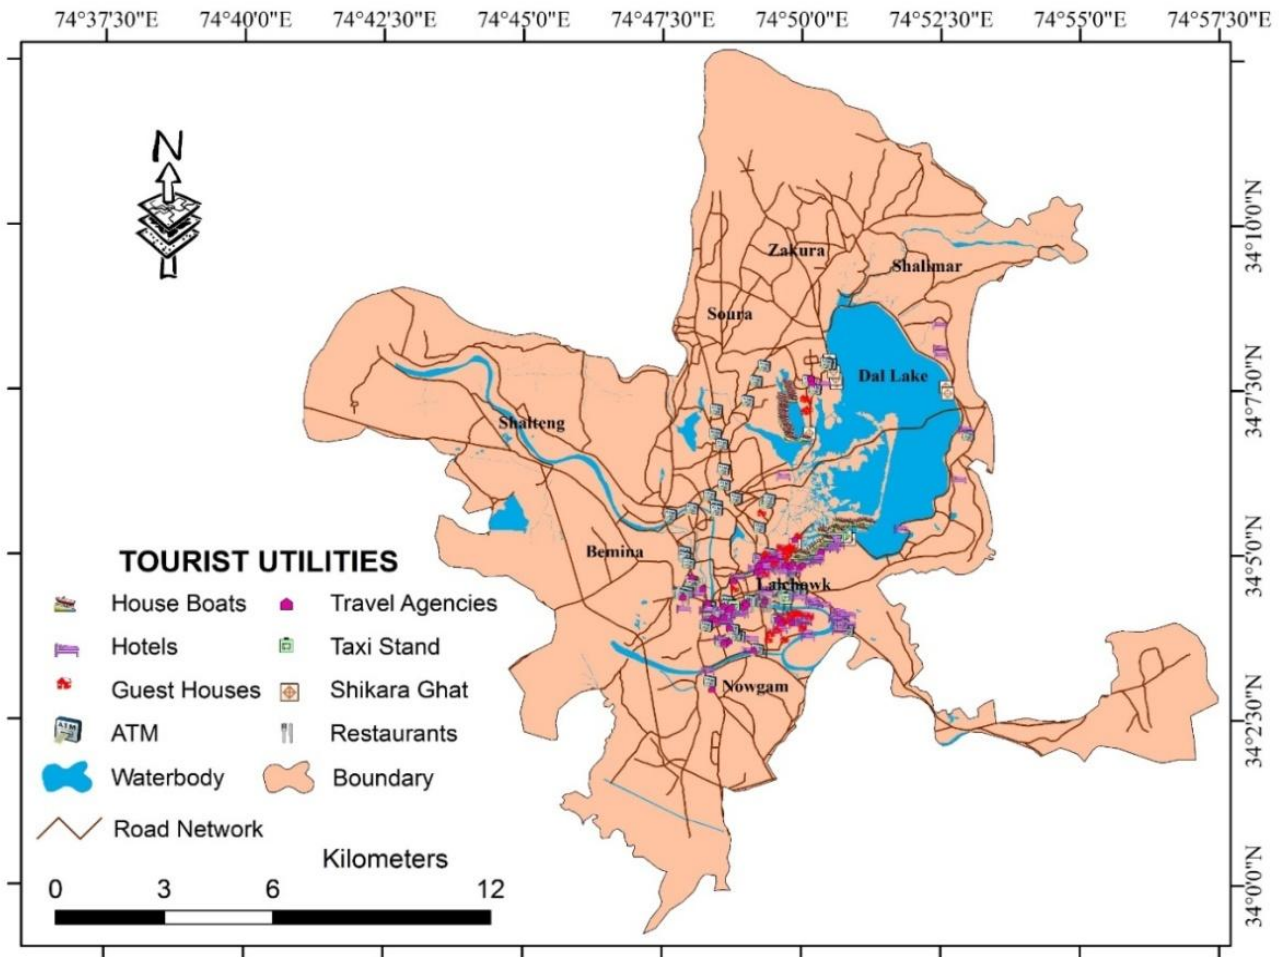 74°37'30"E 74°40'0"E 74°42'30"E 74°45'0"E 74°47'30"E 74°50'0"E 74°52'30"E 74°55'0"E 74°57'30"E
N
34°10'0"N
Zakura
Shalimar
Soura
34°7'30"N
Dal Lake
Shalteng
34°5'0"N
Bemina
Lalchowk
Nowgam
34°2'30"N
34°0'0"N
TOURIST UTILITIES
House Boats Travel Agencies
Hotels Taxi Stand
Guest Houses Shikara Ghat
ATM ATM Restaurants
Waterbody Boundary
Road Network
Kilometers
0 3 6 12